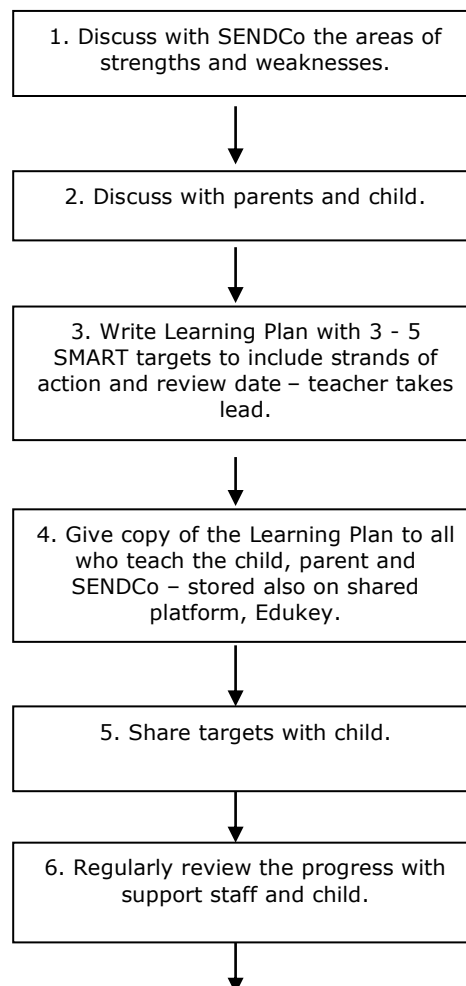 1. Discuss with SENDCo the areas of
strengths and weaknesses.
2. Discuss with parents and child.
3. Write Learning Plan with 3 - 5
SMART targets to include strands of
action and review date – teacher takes
lead.
4. Give copy of the Learning Plan to all
who teach the child, parent and
SENDCo – stored also on shared
platform, Edukey.
5. Share targets with child.
6. Regularly review the progress with
support staff and child.